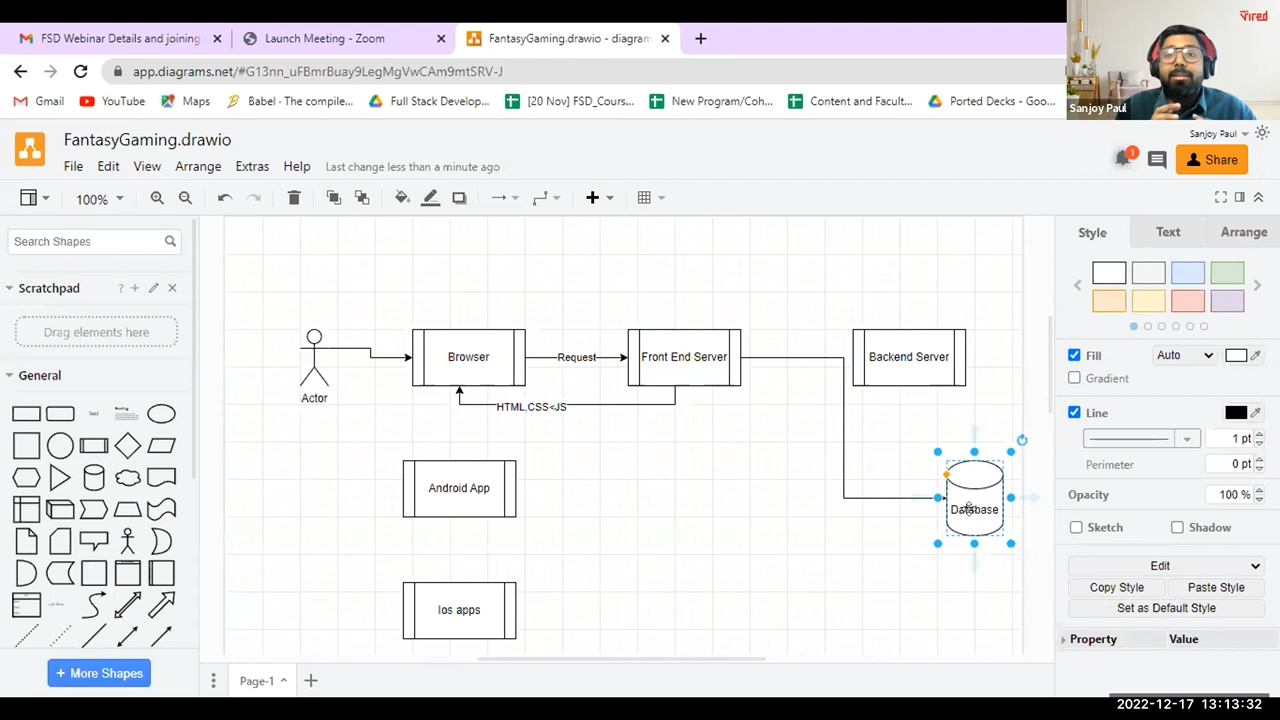 vired
FSD Webinar Details and joining
Launch Meeting - Zoom
FantasyGaming.drawio - diagram
app.diagrams.net/#G13nn_uFBmrBuay9LegMgVwCAm9mtSRV-J
Gmail
YouTube
Maps
Babel · The compile...
Full Stack Develop...
[20 Nov] FSD_Cours...
New Program/Coh...
Content and Facult...
Ported Decks - Goo...
Sanjoy Paul
FantasyGaming.drawio
Sanjoy Paul
File Edit View Arrange Extras Help Last change less than a minute ago
1
Share
100%
Search Shapes
Scratchpad
Drag elements here
General
Text
Heading
More Shapes
Actor
Browser
Request
Front End Server
Backend Server
HTML,CSS<JS
Android App
Database
Ios apps
Style Text Arrange
Fill Auto
Gradient
Line
1 pt
Perimeter 0 pt
Opacity 100 %
Sketch Shadow
Edit
Copy Style Paste Style
Set as Default Style
Property Value
Page-1
2022-12-17 13:13:32